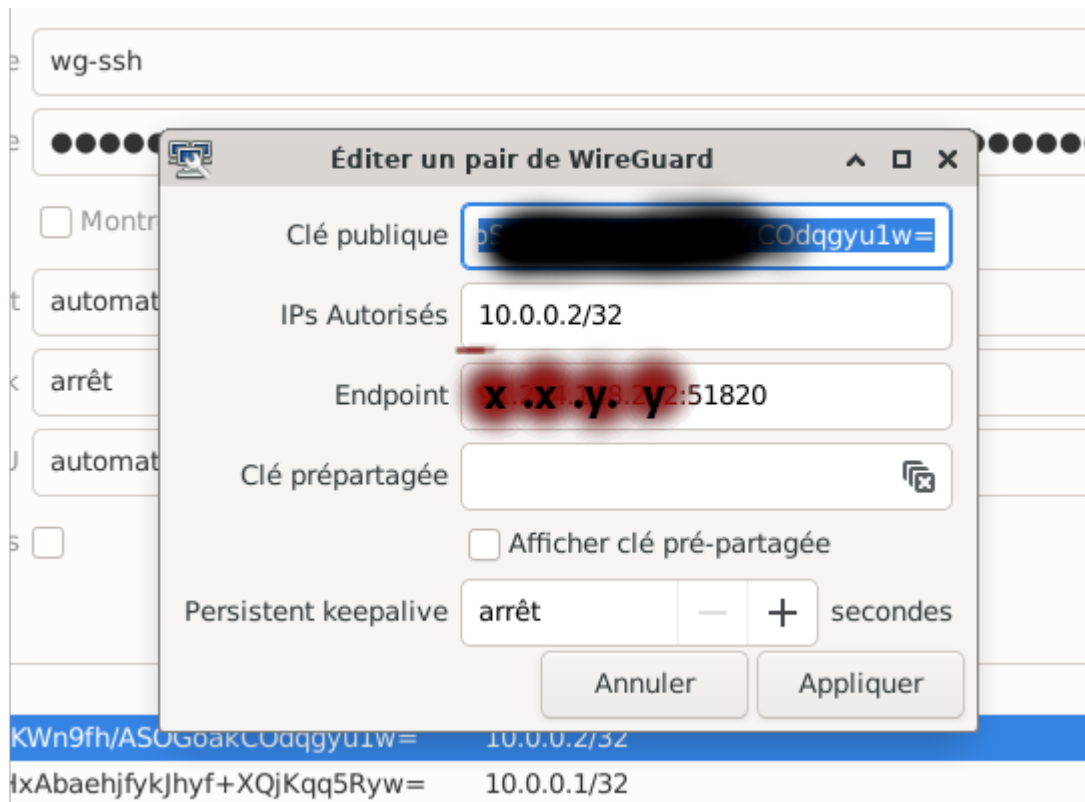 wg-ssh
Éditer un pair de WireGuard
Montr
Clé publique
COdqgyu1w=
automat
IPs Autorisés 10.0.0.2/32
arrêt
Endpoint x .x .y. y :51820
automat
Clé prépartagée
Afficher clé pré-partagée
Persistent keepalive arrêt − + secondes
Annuler Appliquer
KWn9fh/ASOGoakCOdqgyu1w= 10.0.0.2/32
HxAbaehjfykJhyf+XQjKqq5Ryw= 10.0.0.1/32